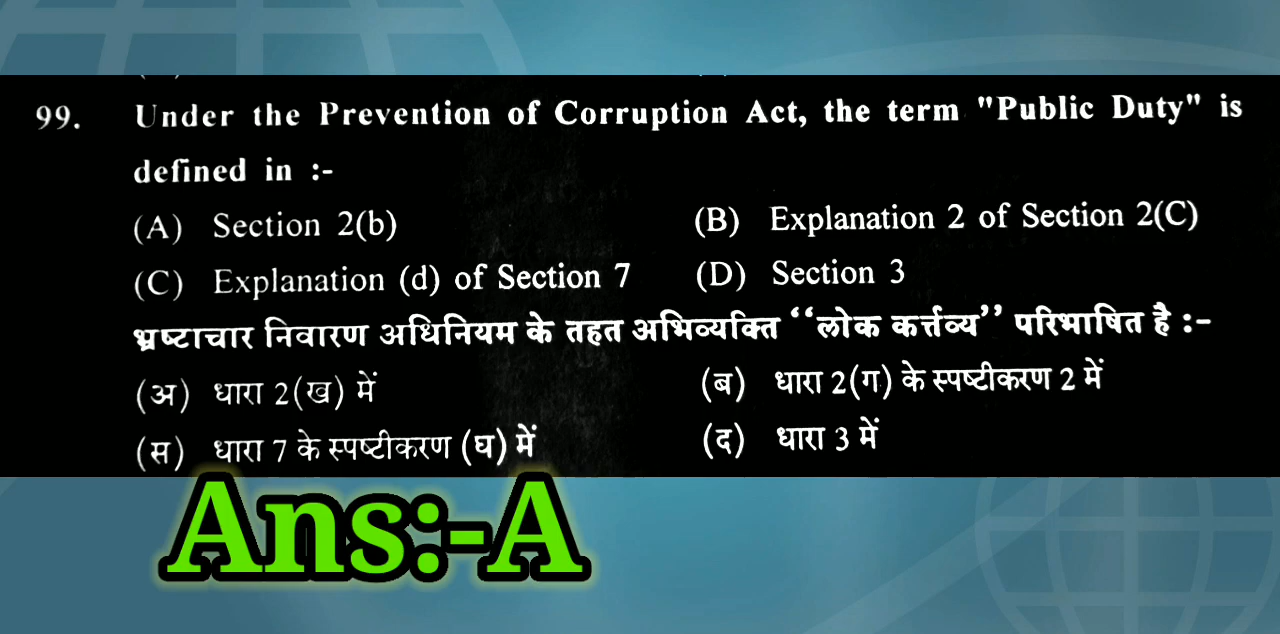 99. Under the Prevention of Corruption Act, the term "Public Duty" is
defined in :-
(A) Section 2(b) (B) Explanation 2 of Section 2(C)
(C) Explanation (d) of Section 7 (D) Section 3
भ्रष्टाचार निवारण अधिनियम के तहत अभिव्यक्ति ‘‘लोक कर्त्तव्य’’ परिभाषित है :-
(अ) धारा 2(ख) में (ब) धारा 2(ग) के स्पष्टीकरण 2 में
(स) धारा 7 के स्पष्टीकरण (घ) में (द) धारा 3 में
Ans:-A